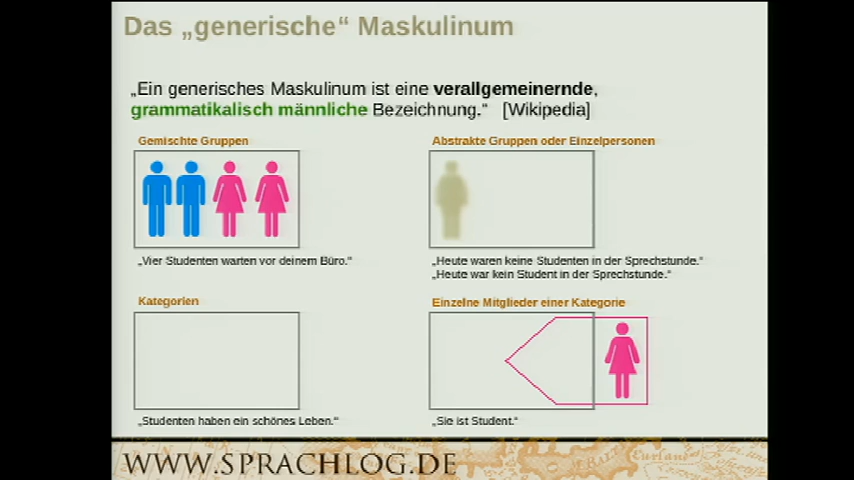 Das „generische“ Maskulinum
„Ein generisches Maskulinum ist eine verallgemeinernde,
grammatikalisch männliche Bezeichnung.“ [Wikipedia]
Gemischte Gruppen
„Vier Studenten warten vor deinem Büro.“
Abstrakte Gruppen oder Einzelpersonen
„Heute waren keine Studenten in der Sprechstunde.“
„Heute war kein Student in der Sprechstunde.“
Kategorien
„Studenten haben ein schönes Leben.“
Einzelne Mitglieder einer Kategorie
„Sie ist Student.“
WWW.SPRACHLOG.DE